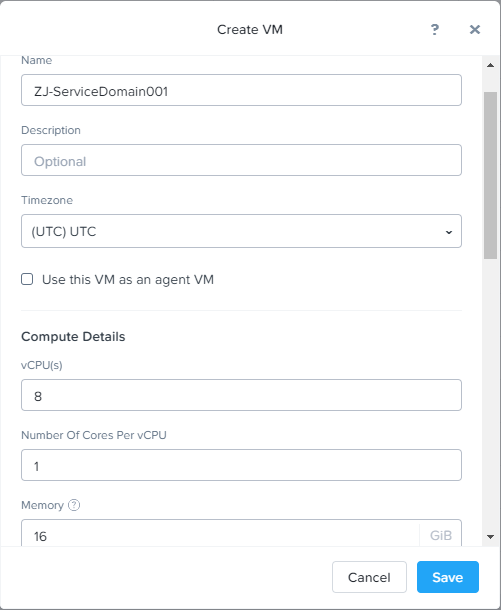 Create VM
?
Name
ZJ-ServiceDomain001
Description
Optional
Timezone
(UTC) UTC
Use this VM as an agent VM
Compute Details
vCPU(s)
8
Number Of Cores Per vCPU
1
Memory ?
16 GiB
Cancel Save